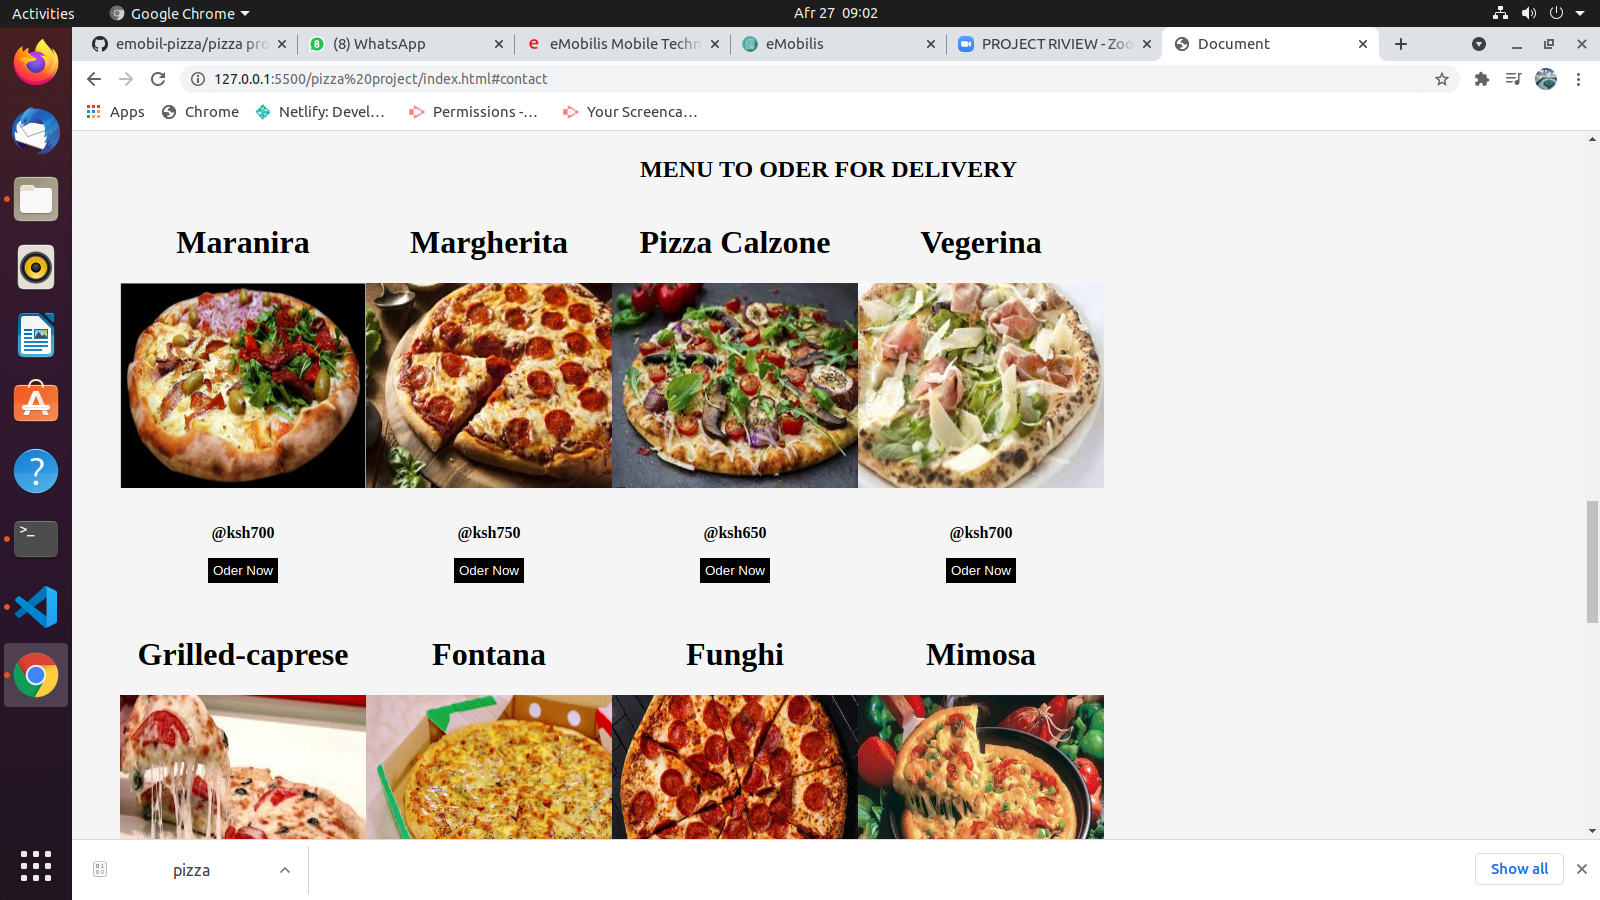 Activities
Google Chrome
Afr 27 09:02
emobil-pizza/pizza pro
(8) WhatsApp
eMobilis Mobile Techn
eMobilis
PROJECT RIVIEW - Zoo
Document
127.0.0.1:5500/pizza%20project/index.html#contact
Apps
Chrome
Netlify: Devel...
Permissions -...
Your Screenca...
MENU TO ODER FOR DELIVERY
Maranira
Margherita
Pizza Calzone
Vegerina
@ksh700
@ksh750
@ksh650
@ksh700
Oder Now
Oder Now
Oder Now
Oder Now
Grilled-caprese
Fontana
Funghi
Mimosa
pizza
Show all